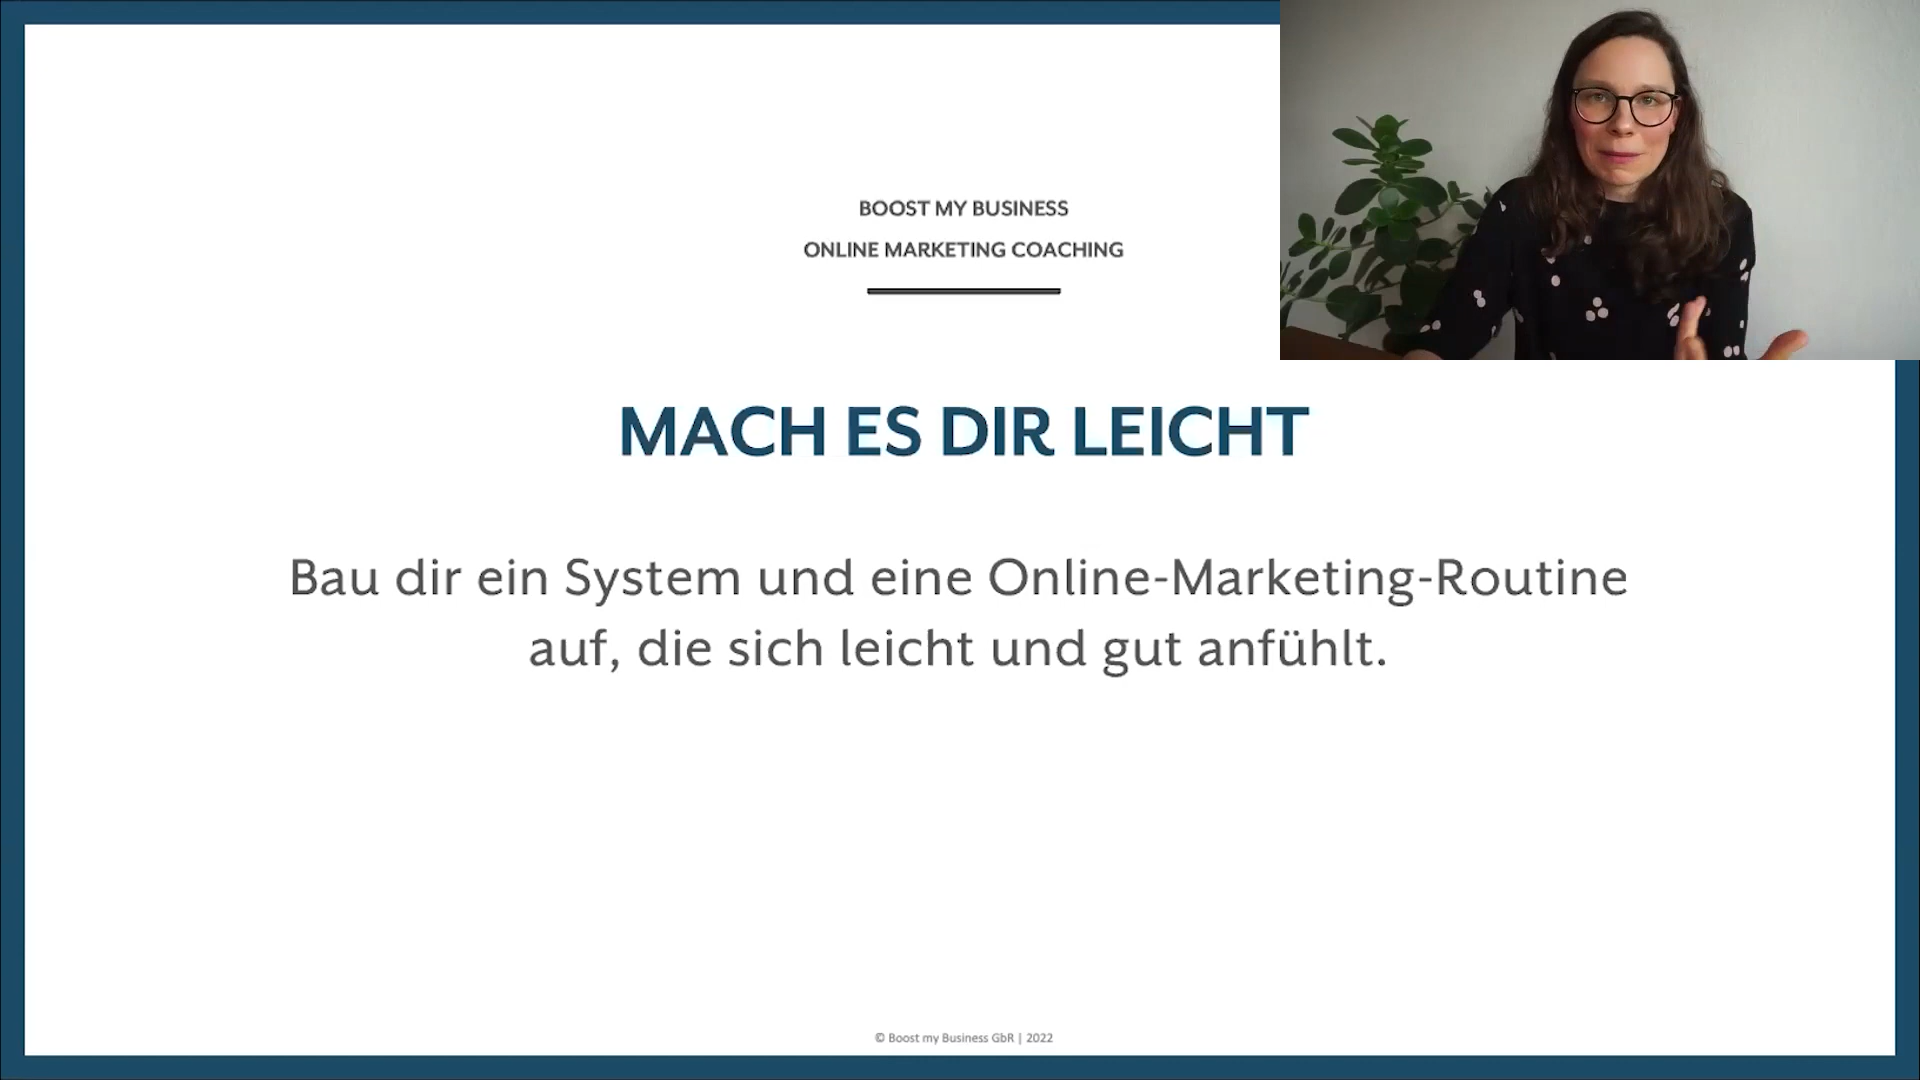 BOOST MY BUSINESS
ONLINE MARKETING COACHING
MACH ES DIR LEICHT
Bau dir ein System und eine Online-Marketing-Routine
auf, die sich leicht und gut anfühlt.
© Boost my Business GbR | 2022